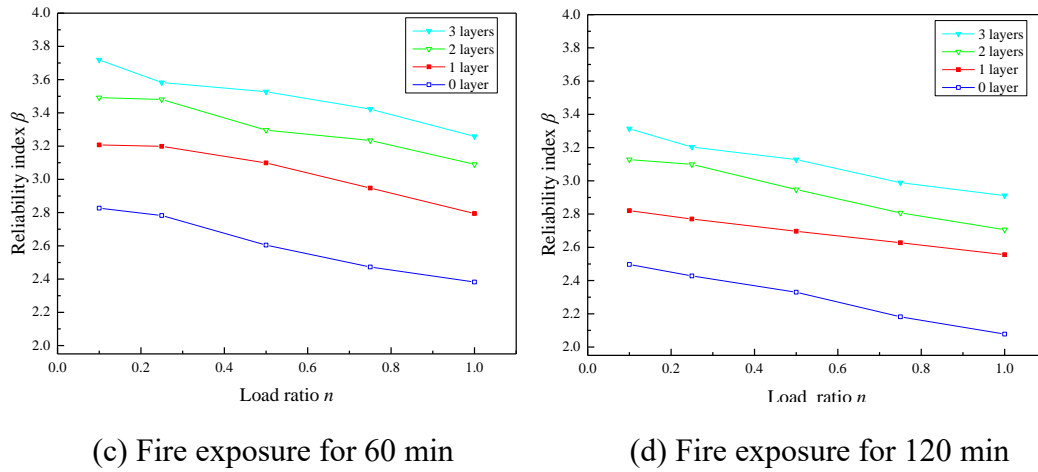 4.0
3.8
3.6
3.4
3.2
3.0
2.8
2.6
2.4
2.2
2.0
Reliability index β
3 layers
2 layers
1 layer
0 layer
0.0 0.2 0.4 0.6 0.8 1.0
Load ratio n
(c) Fire exposure for 60 min
4.0
3.8
3.6
3.4
3.2
3.0
2.8
2.6
2.4
2.2
2.0
Reliability index β
3 layers
2 layers
1 layer
0 layer
0.0 0.2 0.4 0.6 0.8 1.0
Load ratio n
(d) Fire exposure for 120 min